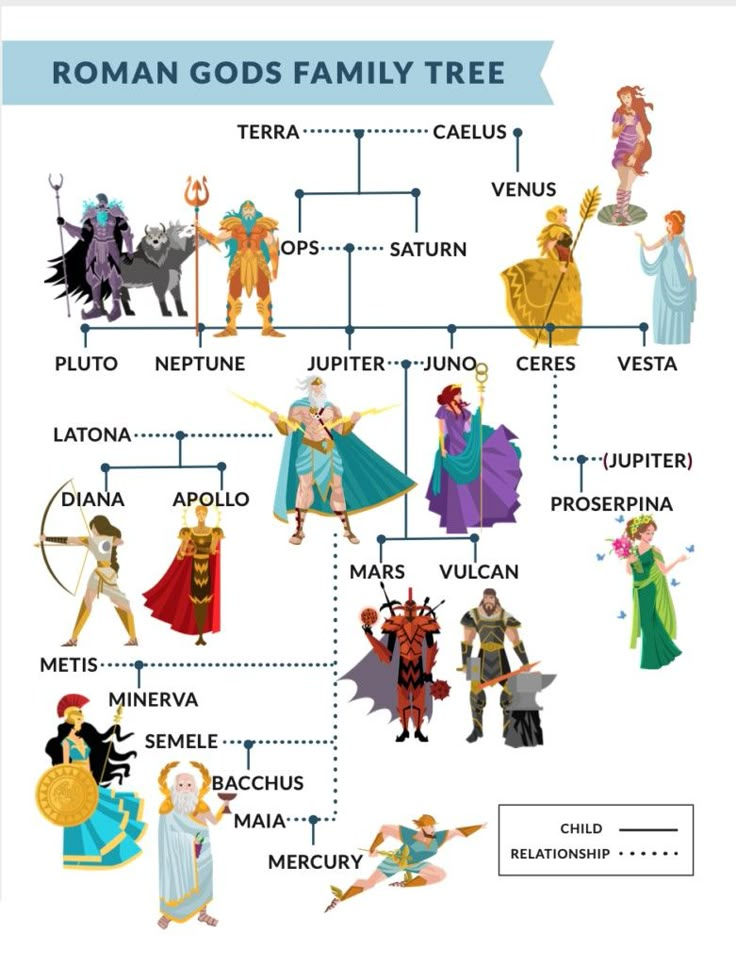 ROMAN GODS FAMILY TREE
TERRA CAELUS
VENUS
OPS SATURN
PLUTO NEPTUNE JUPITER JUNO CERES VESTA
LATONA
(JUPITER)
DIANA APOLLO
PROSERPINA
MARS VULCAN
METIS
MINERVA
SEMELE
BACCHUS
MAIA
MERCURY
CHILD
RELATIONSHIP